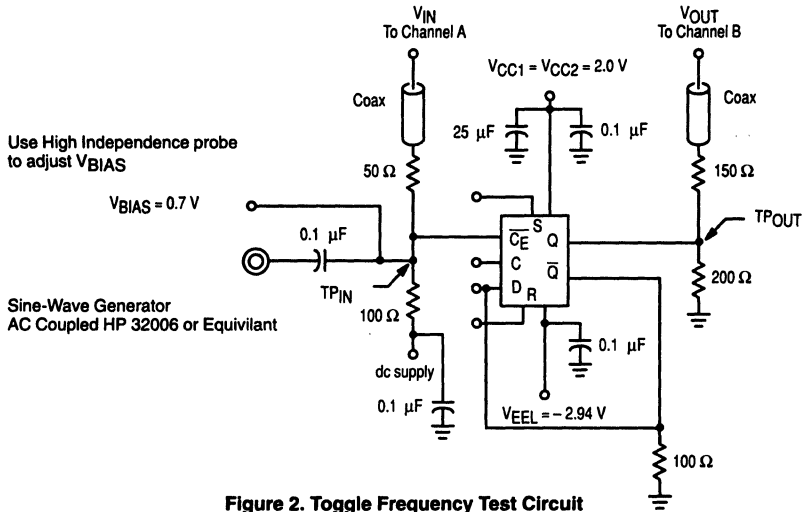 VIN
To Channel A
VOUT
To Channel B
VCC1 = VCC2 = 2.0 V
Coax
Coax
25 µF
0.1 µF
Use High Independence probe
to adjust VBIAS
50 Ω
150 Ω
VBIAS = 0.7 V
TPOUT
S
CE Q
0.1 µF
C Q
D
R
TPIN
200 Ω
100 Ω
Sine-Wave Generator
AC Coupled HP 32006 or Equivilant
0.1 µF
dc supply
0.1 µF
VEEL = – 2.94 V
100 Ω
Figure 2. Toggle Frequency Test Circuit